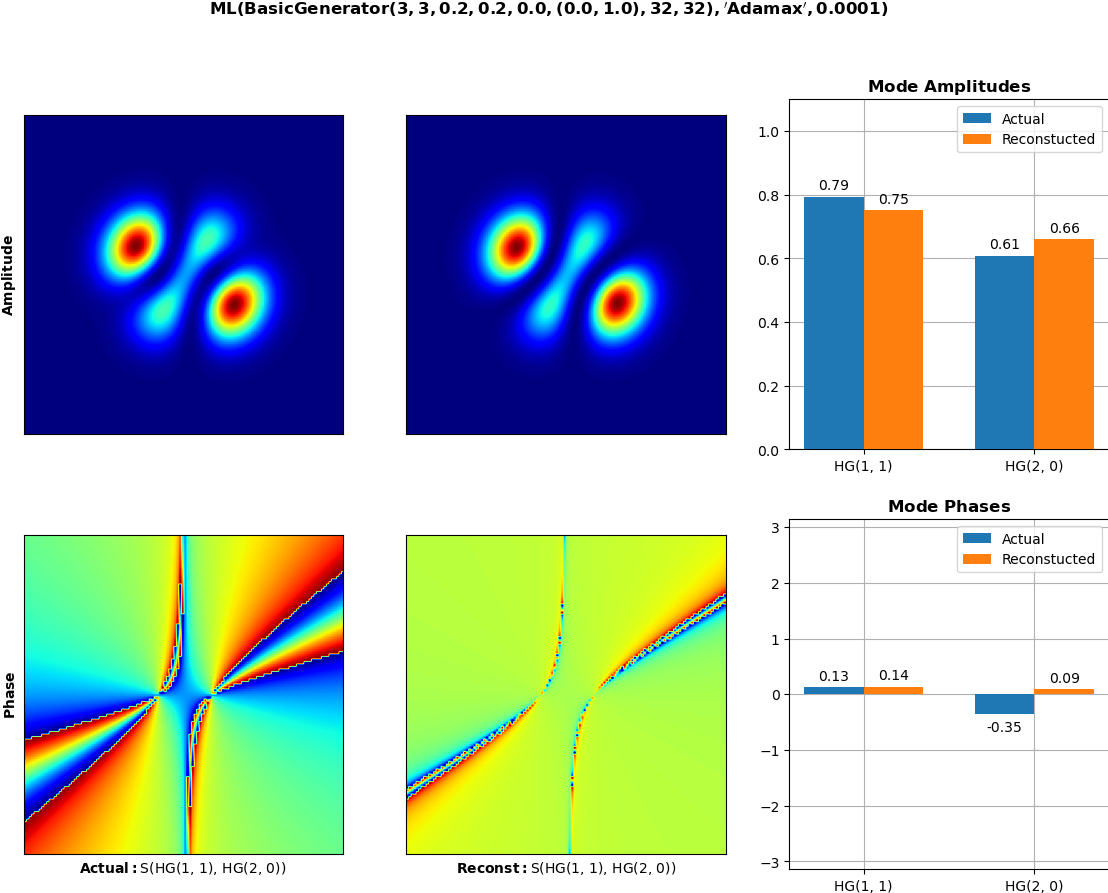 ML(BasicGenerator(3, 3, 0.2, 0.2, 0.0, (0.0, 1.0), 32, 32), 'Adamax', 0.0001)
Amplitude
Mode Amplitudes
Actual
Reconstucted
1.0
0.8
0.6
0.4
0.2
0.0
0.79
0.75
0.61
0.66
HG(1, 1)
HG(2, 0)
Phase
Actual: S(HG(1, 1), HG(2, 0))
Reconst: S(HG(1, 1), HG(2, 0))
Mode Phases
Actual
Reconstucted
3
2
1
0
−1
−2
−3
0.13
0.14
-0.35
0.09
HG(1, 1)
HG(2, 0)